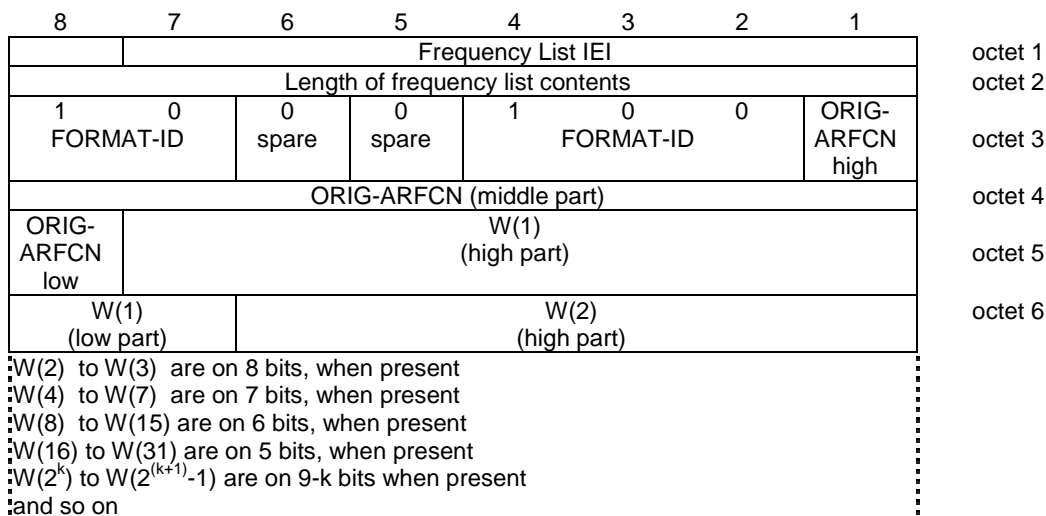 8 7 6 5 4 3 2 1
Frequency List IEI octet 1
Length of frequency list contents octet 2
1 0 0 0 1 0 0 ORIG-
FORMAT-ID spare spare FORMAT-ID ARFCN octet 3
high
ORIG-ARFCN (middle part) octet 4
ORIG- W(1)
ARFCN (high part) octet 5
low
W(1) W(2) octet 6
(low part) (high part)
W(2) to W(3) are on 8 bits, when present
W(4) to W(7) are on 7 bits, when present
W(8) to W(15) are on 6 bits, when present
W(16) to W(31) are on 5 bits, when present
W(2^k) to W(2^(k+1)-1) are on 9-k bits when present
and so on